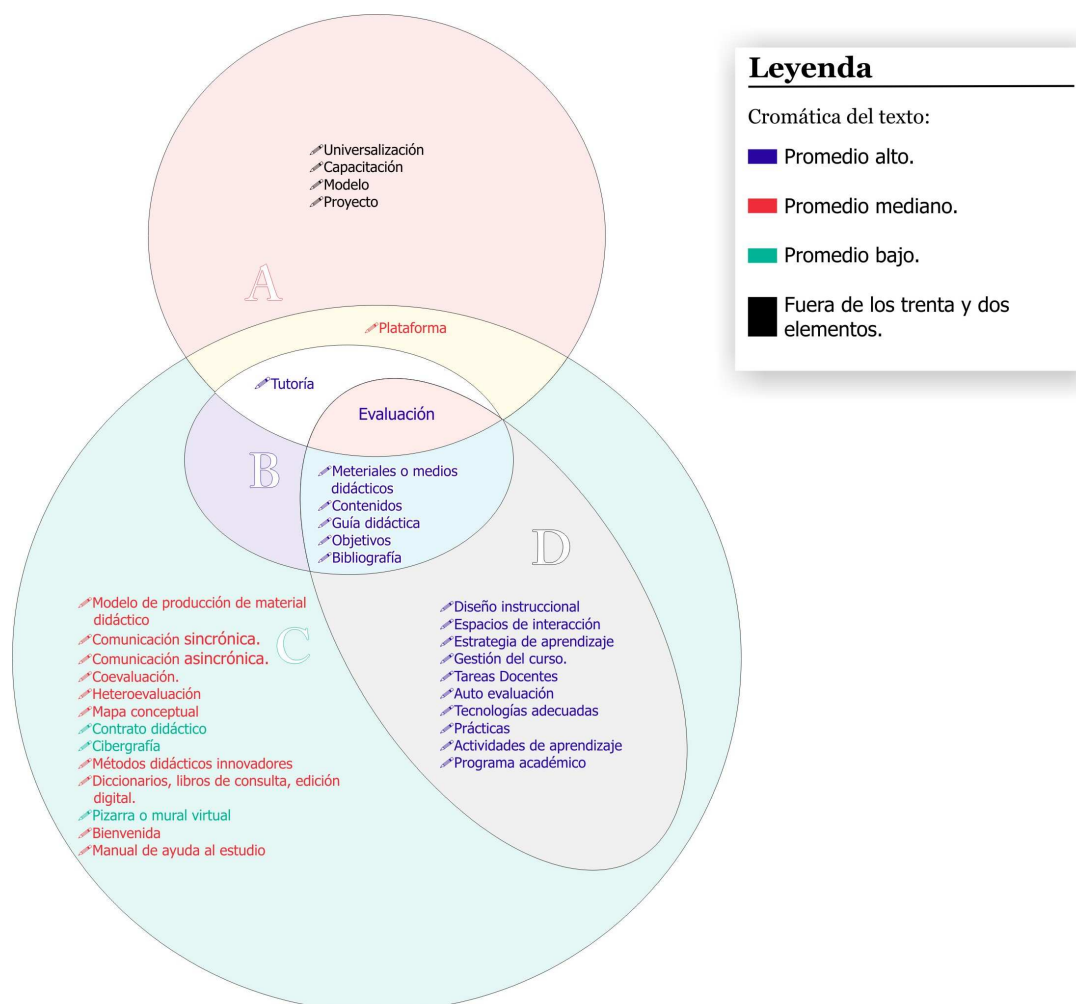 Universalización
Capacitación
Modelo
Proyecto
A
Plataforma
Tutoría
Evaluación
B
Meteriales o medios
didácticos
Contenidos
Guía didáctica
Objetivos
Bibliografía
D
C
Modelo de producción de material
didáctico
Comunicación sincrónica.
Comunicación asincrónica.
Coevaluación.
Heteroevaluación
Mapa conceptual
Contrato didáctico
Cibergrafía
Métodos didácticos innovadores
Diccionarios, libros de consulta, edición
digital.
Pizarra o mural virtual
Bienvenida
Manual de ayuda al estudio
Diseño instruccional
Espacios de interacción
Estrategia de aprendizaje
Gestión del curso.
Tareas Docentes
Auto evaluación
Tecnologías adecuadas
Prácticas
Actividades de aprendizaje
Programa académico
Leyenda
Cromática del texto:
Promedio alto.
Promedio mediano.
Promedio bajo.
Fuera de los trenta y dos
elementos.